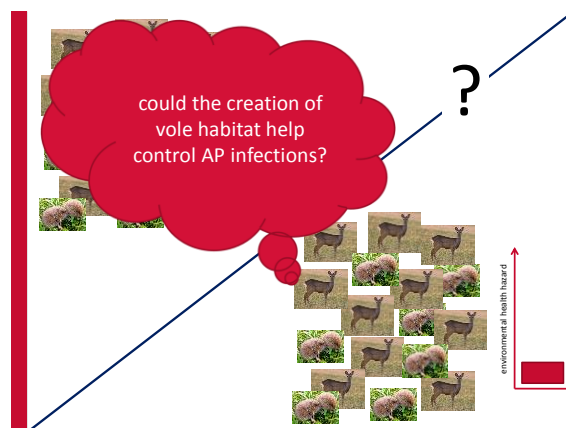 could the creation of
vole habitat help
control AP infections?
?
environmental health hazard